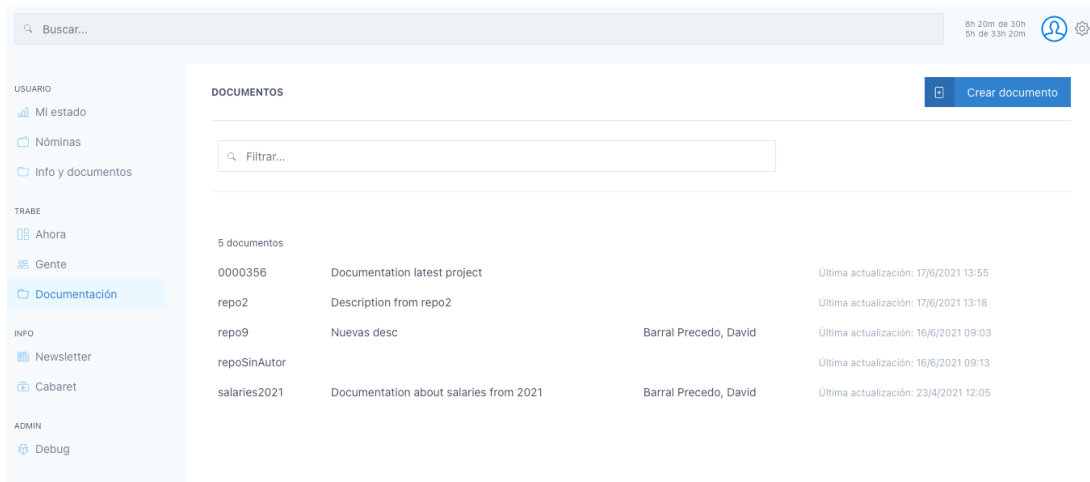 Buscar...
8h 20m de 30h
5h de 33h 20m
USUARIO
Mi estado
Nóminas
Info y documentos
TRABE
Ahora
Gente
Documentación
INFO
Newsletter
Cabaret
ADMIN
Debug
DOCUMENTOS
Crear documento
Filtrar...
5 documentos
0000356 Documentation latest project Última actualización: 17/6/2021 13:55
repo2 Description from repo2 Última actualización: 17/6/2021 13:18
repo9 Nuevas desc Barral Precedo, David Última actualización: 16/6/2021 09:03
repoSinAutor Última actualización: 16/6/2021 09:13
salaries2021 Documentation about salaries from 2021 Barral Precedo, David Última actualización: 23/4/2021 12:05